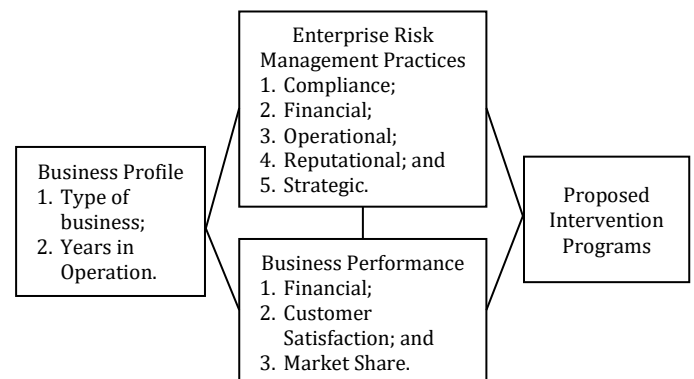 Business Profile
1. Type of
business;
2. Years in
Operation.
Enterprise Risk
Management Practices
1. Compliance;
2. Financial;
3. Operational;
4. Reputational; and
5. Strategic.
Business Performance
1. Financial;
2. Customer
Satisfaction; and
3. Market Share.
Proposed
Intervention
Programs